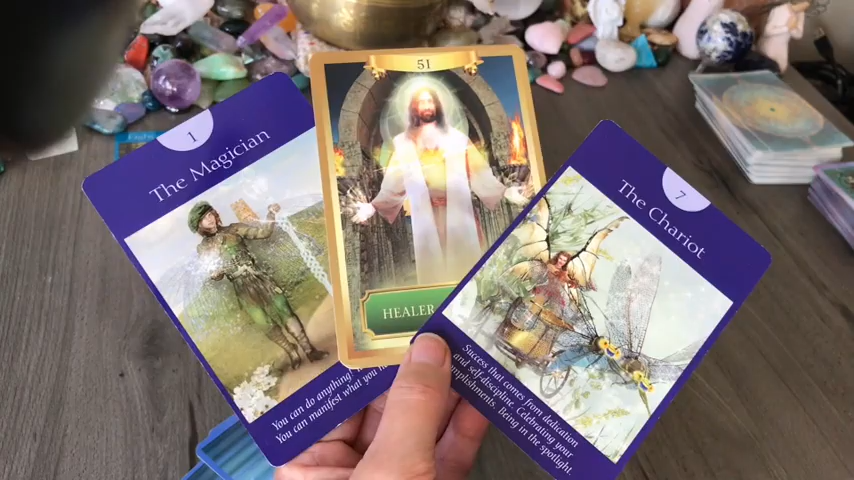 1
The Magician
You can do anything!
You can manifest what you
51
HEALER
7
The Chariot
Success that comes from dedication
and self-discipline. Celebrating your
Being in the spotlight.